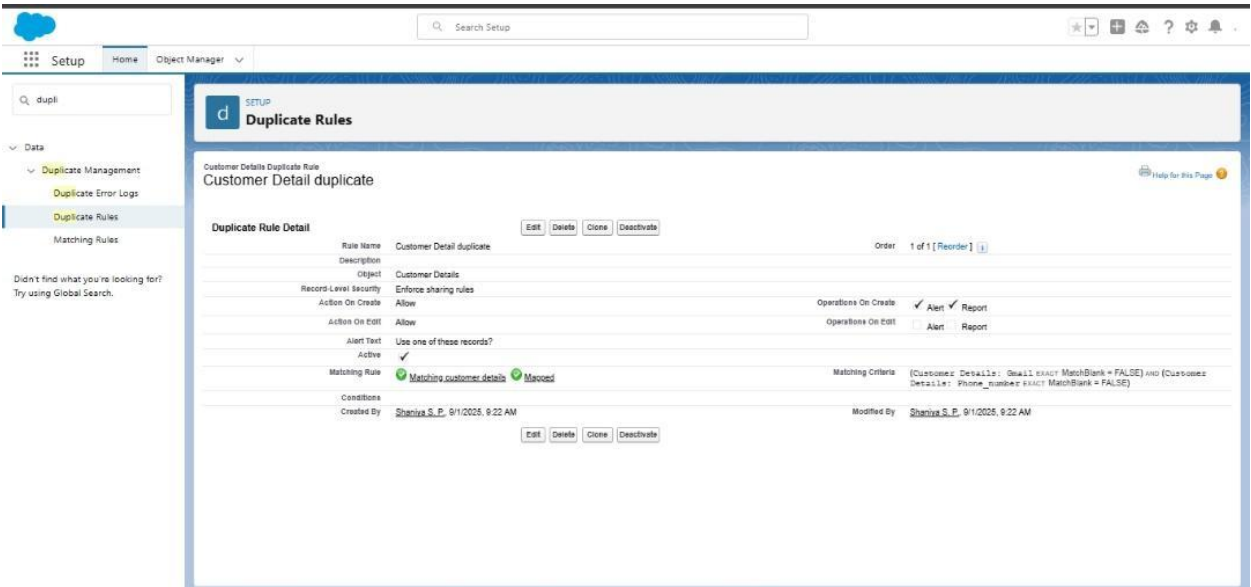 Search Setup
Setup Home Object Manager
dupli
Data
Duplicate Management
Duplicate Error Logs
Duplicate Rules
Matching Rules
Didn't find what you're looking for?
Try using Global Search.
d
SETUP
Duplicate Rules
Customer Details Duplicate Rule
Customer Detail duplicate
Help for this Page
Duplicate Rule Detail Edit Delete Clone Deactivate
Rule Name Customer Detail duplicate Order 1 of 1 [ Reorder ] i
Description
Object Customer Details
Record-Level Security Enforce sharing rules
Action On Create Allow Operations On Create Alert Report
Action On Edit Allow Operations On Edit Alert Report
Alert Text Use one of these records?
Active
Matching Rule Matching customer details Mapped Matching Criteria (Customer Details: Gmail EXACT MatchBlank = FALSE) AND (Customer
Details: Phone_number EXACT MatchBlank = FALSE)
Conditions
Created By Shaniya S. P, 9/1/2025, 9:22 AM Modified By Shaniya S. P, 9/1/2025, 9:22 AM
Edit Delete Clone Deactivate